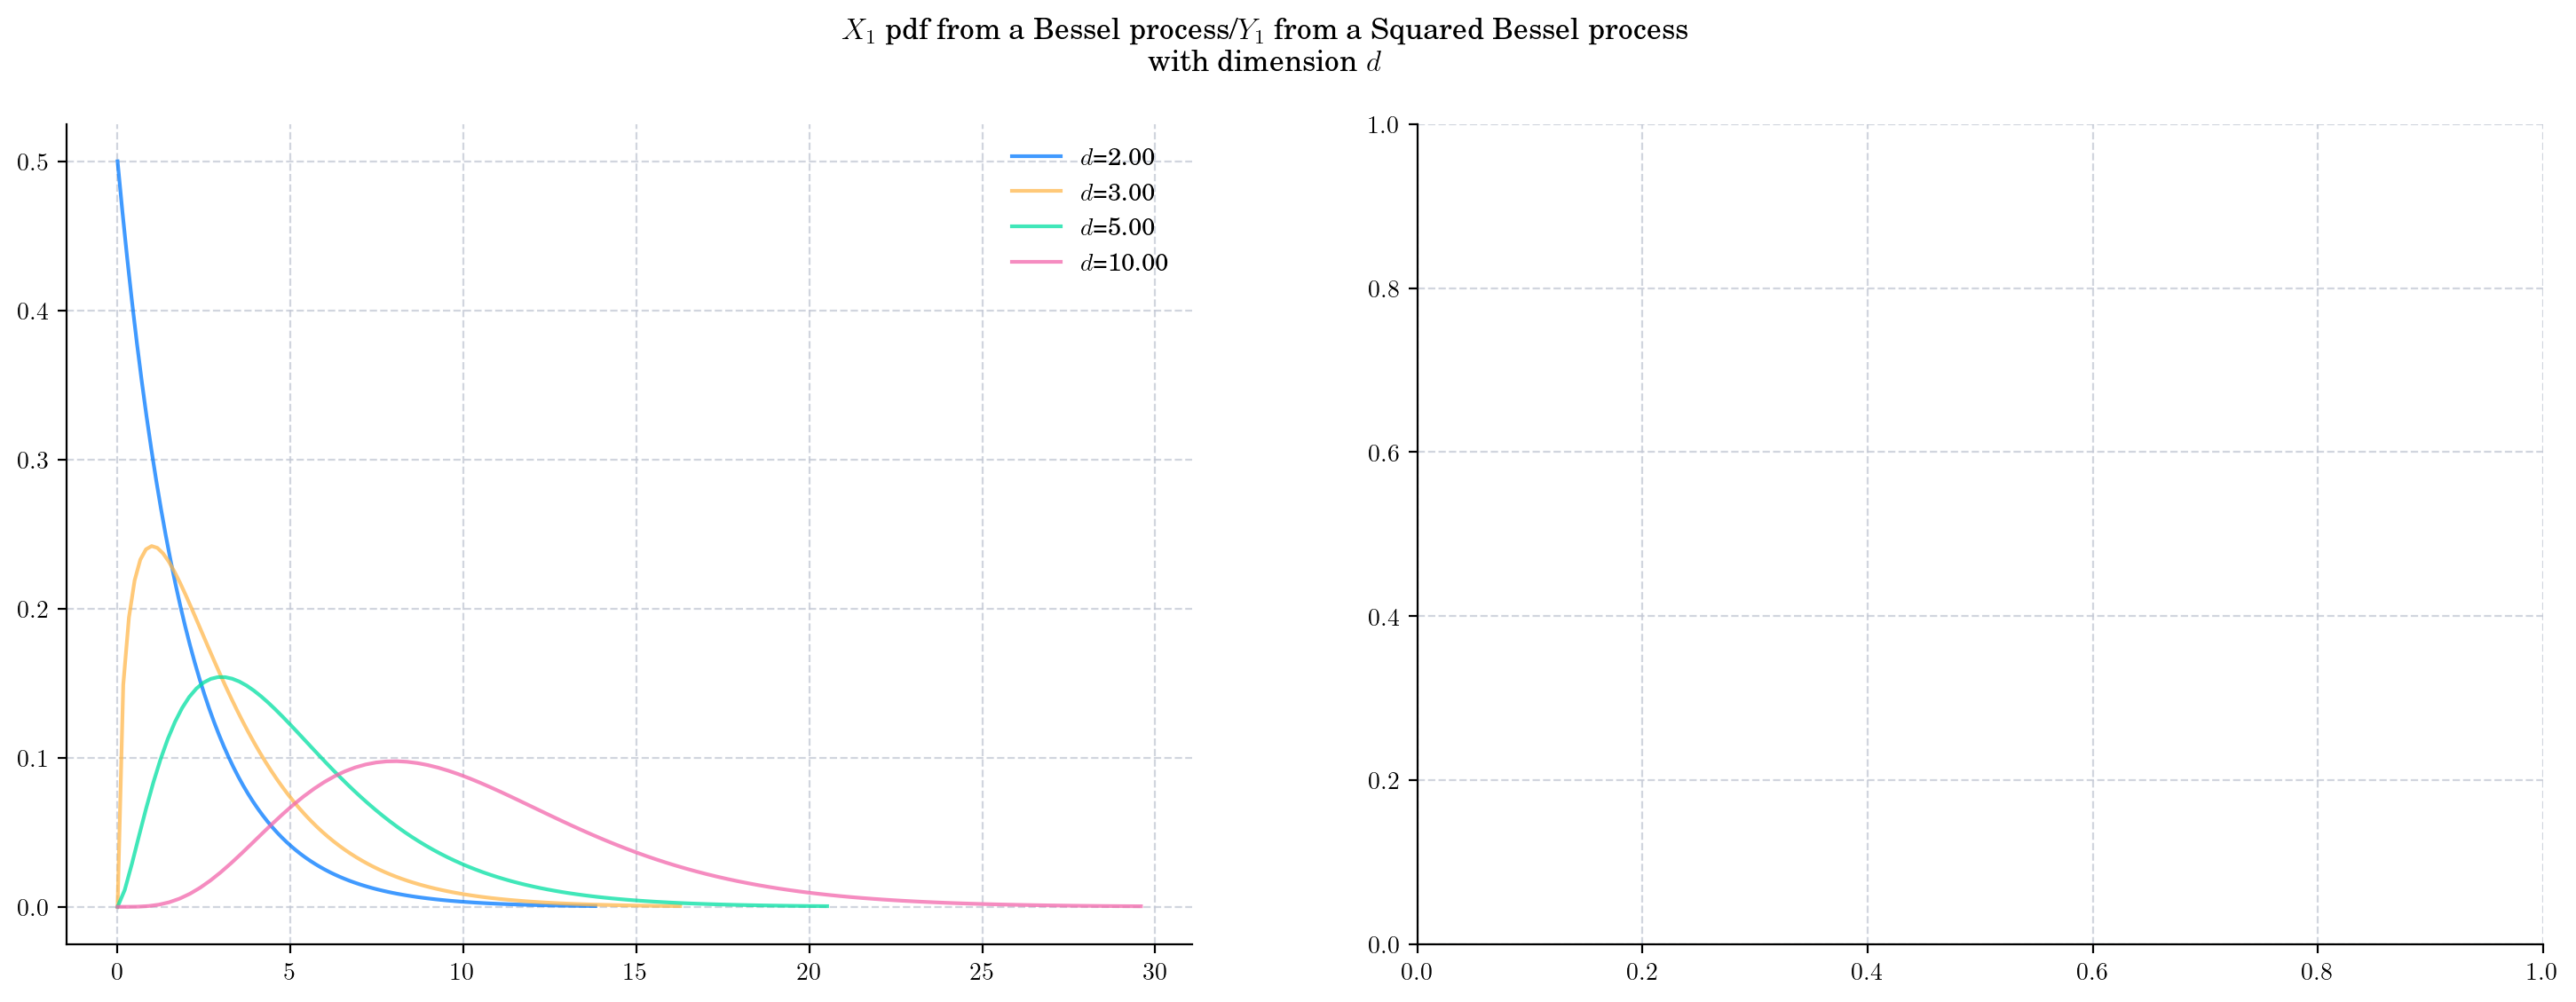 X₁ pdf from a Bessel process/Y₁ from a Squared Bessel process
with dimension d
0.5
0.4
0.3
0.2
0.1
0.0
0 5 10 15 20 25 30
d=2.00
d=3.00
d=5.00
d=10.00
1.0
0.8
0.6
0.4
0.2
0.0
0.0 0.2 0.4 0.6 0.8 1.0